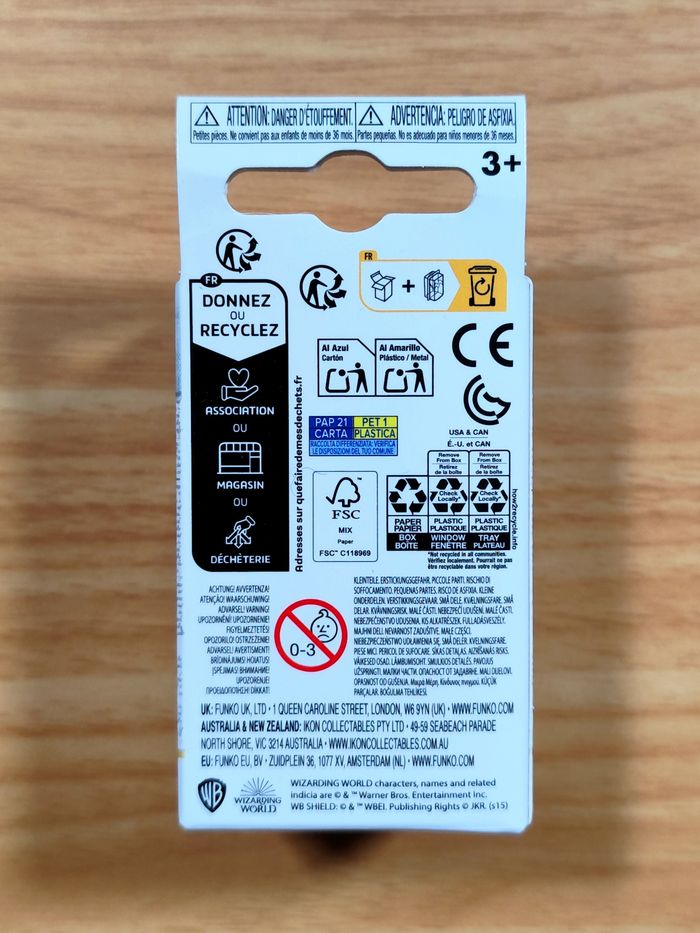 ATTENTION: DANGER D'ÉTOUFFEMENT.
Petites pièces. Ne convient pas aux enfants de moins de 36 mois.
ADVERTENCIA: PELIGRO DE ASFIXIA.
Partes pequeñas. No es adecuado para niños menores de 36 meses.
3+
FR
DONNEZ
OU
RECYCLEZ
ASSOCIATION
OU
MAGASIN
OU
DÉCHÈTERIE
Adresses sur quefairedemesdechets.fr
FR
+
Al Azul
Cartón
Al Amarillo
Plástico / Metal
CE
PAP 21
CARTA
PET 1
PLASTICA
RACCOLTA DIFFERENZIATA. VERIFICA
LE DISPOSIZIONI DEL TUO COMUNE
FSC
MIX
Paper
FSC™ C118969
USA & CAN
É.-U. et CAN
Remove
From Box
Retirez
de la boîte
Remove
From Box
Retirez
de la boîte
Check
Locally*
Check
Locally*
PAPER
PAPIER
BOX
BOÎTE
PLASTIC
PLASTIQUE
WINDOW
FENÊTRE
PLASTIC
PLASTIQUE
TRAY
PLATEAU
*Not recycled in all communities.
Vérifiez localement. Pourrait ne pas
être recyclable dans votre région.
how2recycle.info
ACHTUNG! AVVERTENZA!
ATENÇÃO! WAARSCHUWING!
ADVARSEL! VARNING!
UPOZORNĚNÍ! UPOZORNENIE!
FIGYELMEZTETÉS!
OPOZORILO! OSTRZEŻENIE!
ADVARSEL! AVERTISMENT!
BRĪDINĀJUMS! HOIATUS!
ĮSPĖJIMAS! ВНИМАНИЕ!
UPOZORENJE!
ΠΡΟΕΙΔΟΠΟΙΗΣΗ! DİKKAT!
0-3
KLEINTEILE. ERSTICKUNGSGEFAHR. PICCOLE PARTI. RISCHIO DI
SOFFOCAMENTO. PEQUENAS PARTES. RISCO DE ASFIXIA. KLEINE
ONDERDELEN. VERSTIKKINGSGEVAAR. SMÅ DELE. KVÆLNINGSFARE. SMÅ
DELAR. KVÄVNINGSRISK. MALÉ ČÁSTI. NEBEZPEČÍ UDUŠENÍ. MALÉ ČASTI.
NEBEZPEČENSTVO UDUSENIA. KIS ALKATRÉSZEK. FULLADÁSVESZÉLY.
MAJHNI DELI. NEVARNOST ZADUŠITVE. MAŁE CZĘŚCI.
NIEBEZPIECZEŃSTWO UDŁAWIENIA SIĘ. SMÅ DELER. KVELNINGSFARE.
PIESE MICI. PERICOL DE SUFOCARE. SĪKAS DETAĻAS. AIZRĪŠANĀS RISKS.
VÄIKESED OSAD. LÄMBUMISOHT. SMULKIOS DETALĖS. PAVOJUS
UŽSPRINGTI. МАЛКИ ЧАСТИ. ОПАСНОСТ ОТ ЗАДАВЯНЕ. MALI DIJELOVI.
OPASNOST OD GUŠENJA. Μικρά Μέρη. Κίνδυνος πνιγμού. KÜÇÜK
PARÇALAR. BOĞULMA TEHLİKESİ.
UK: FUNKO UK, LTD • 1 QUEEN CAROLINE STREET, LONDON, W6 9YN (UK) • WWW.FUNKO.COM
AUSTRALIA & NEW ZEALAND: IKON COLLECTABLES PTY LTD • 49-59 SEABEACH PARADE
NORTH SHORE, VIC 3214 AUSTRALIA • WWW.IKONCOLLECTABLES.COM.AU
EU: FUNKO EU, BV • ZUIDPLEIN 36, 1077 XV, AMSTERDAM (NL) • WWW.FUNKO.COM
WB
WIZARDING
WORLD
WIZARDING WORLD characters, names and related
indicia are © & ™ Warner Bros. Entertainment Inc.
WB SHIELD: © & ™ WBEI. Publishing Rights © JKR. (s15)